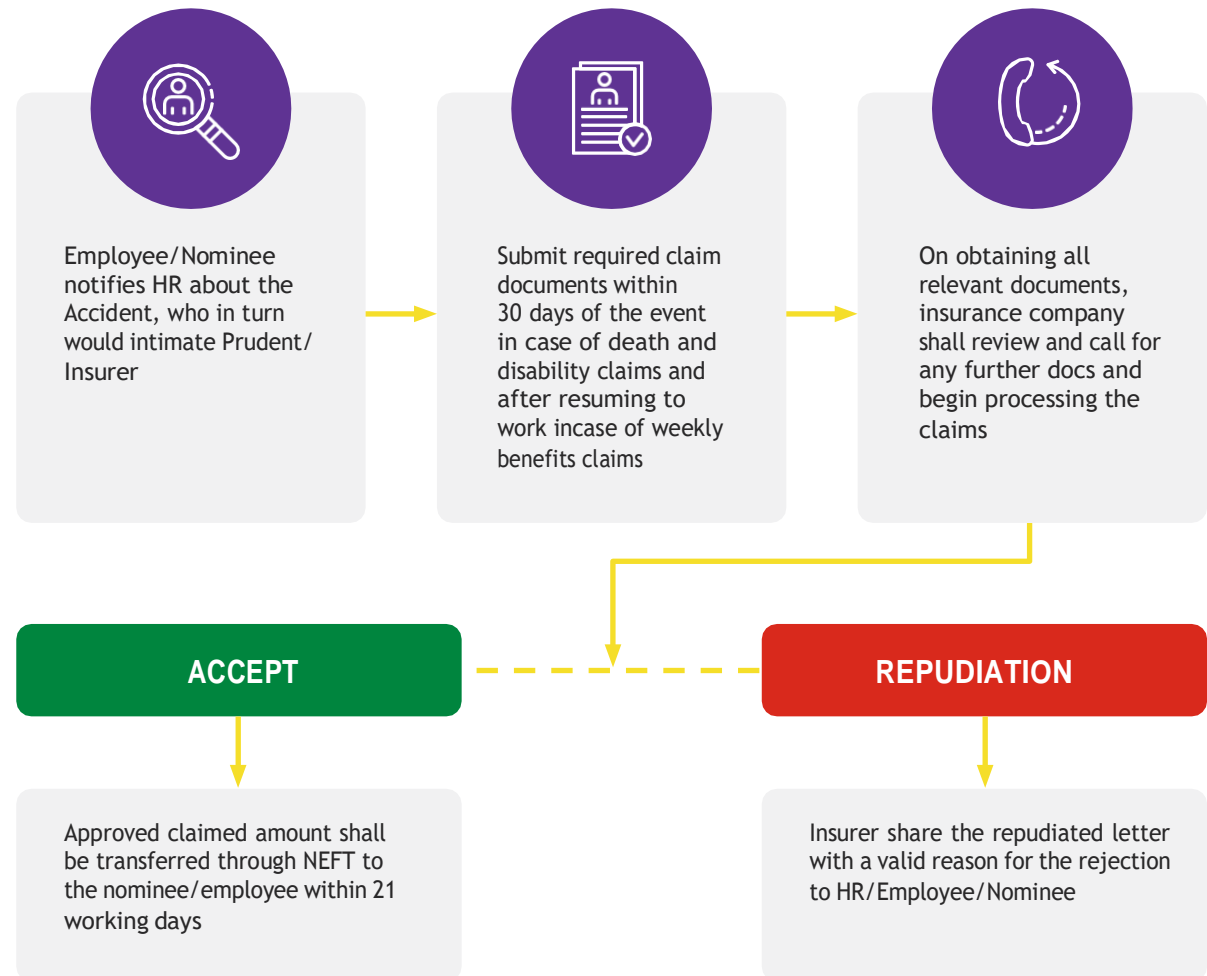 Employee/Nominee
notifies HR about the
Accident, who in turn
would intimate Prudent/
Insurer
Submit required claim
documents within
30 days of the event
in case of death and
disability claims and
after resuming to
work incase of weekly
benefits claims
On obtaining all
relevant documents,
insurance company
shall review and call for
any further docs and
begin processing the
claims
ACCEPT
REPUDIATION
Approved claimed amount shall
be transferred through NEFT to
the nominee/employee within 21
working days
Insurer share the repudiated letter
with a valid reason for the rejection
to HR/Employee/Nominee